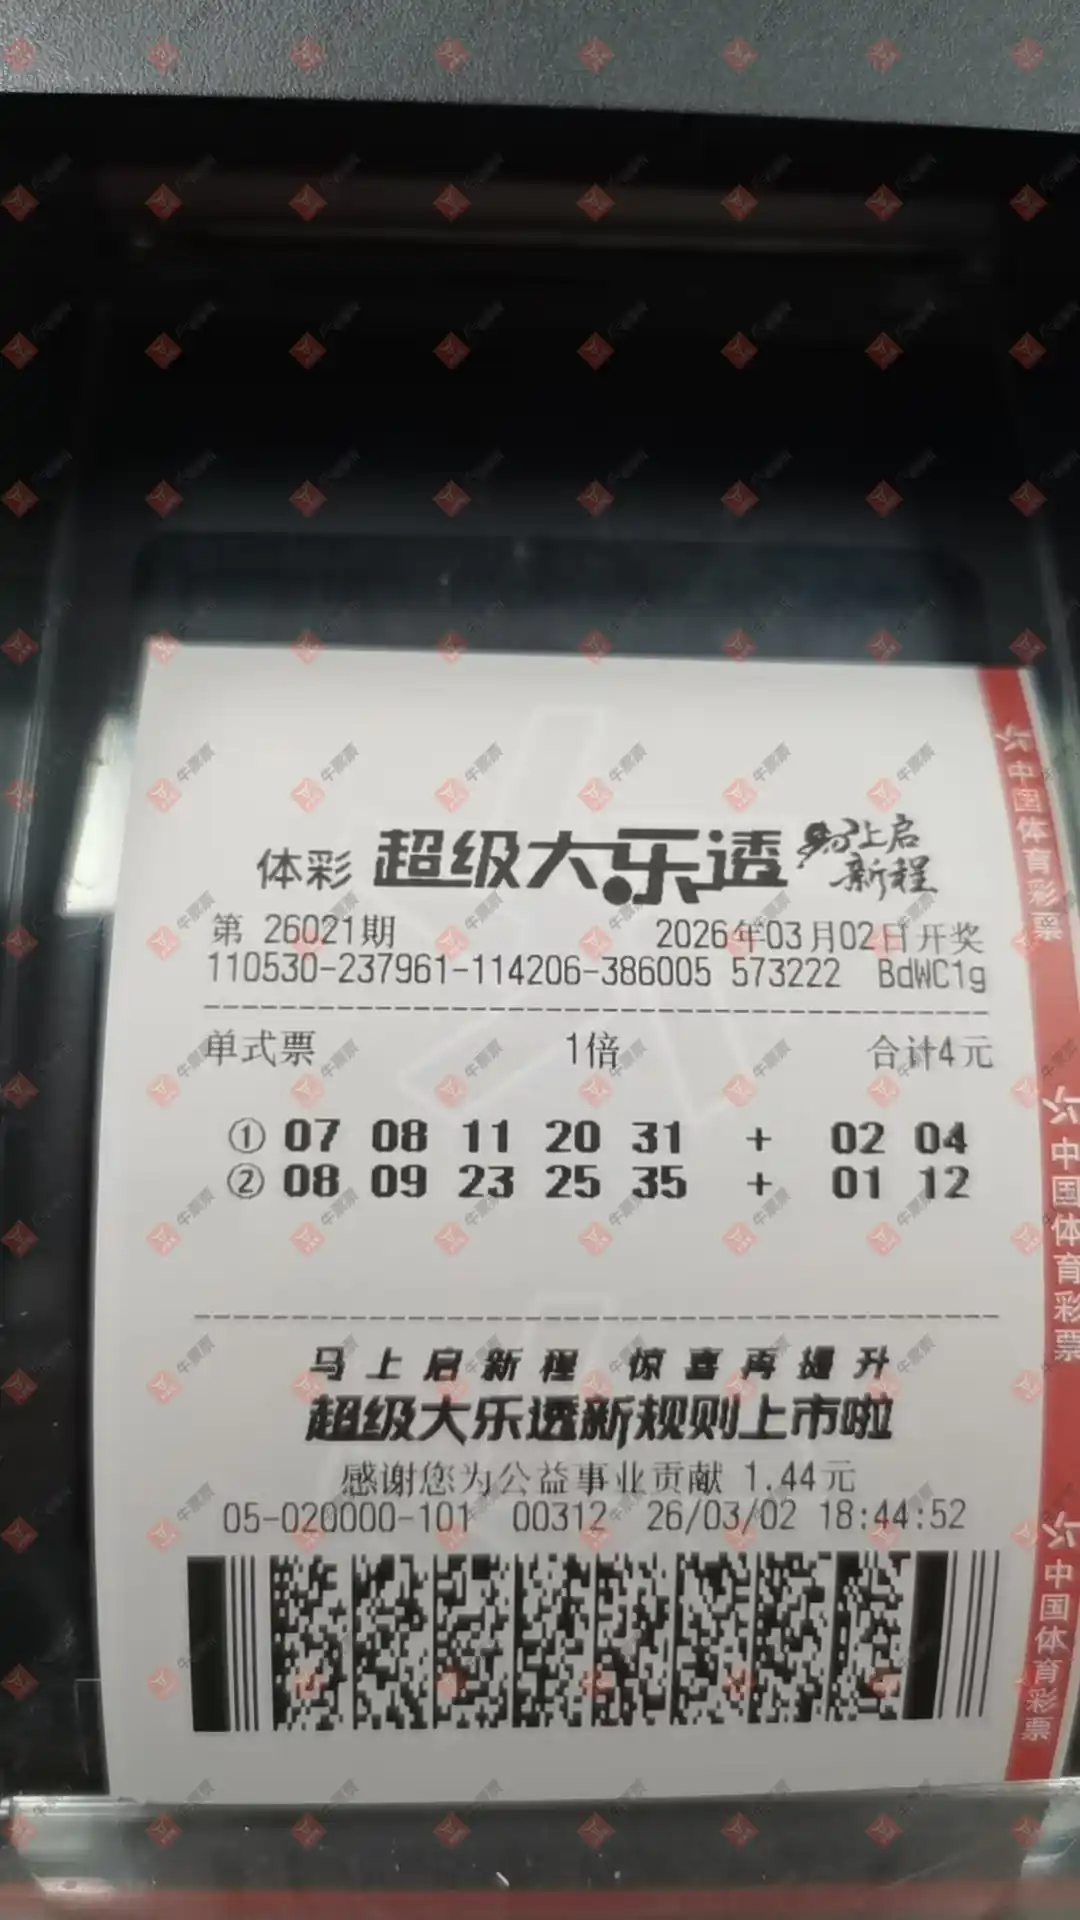 体彩 超级大乐透 马上启新程
第 26021期 2026年03月02日开奖
110530-237961-114206-386005 573222 BdWC1g
单式票 1倍 合计4元
① 07 08 11 20 31 + 02 04
② 08 09 23 25 35 + 01 12
马上启新程 惊喜再提升
超级大乐透新规则上市啦
感谢您为公益事业贡献 1.44元
05-020000-101 00312 26/03/02 18:44:52
中国体育彩票
中国体育彩票
中国体育彩票
牛票票